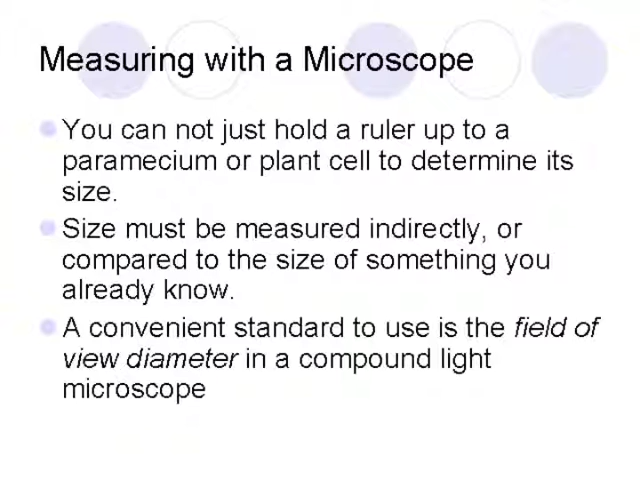 Measuring with a Microscope
You can not just hold a ruler up to a
paramecium or plant cell to determine its
size.
Size must be measured indirectly, or
compared to the size of something you
already know.
A convenient standard to use is the field of
view diameter in a compound light
microscope